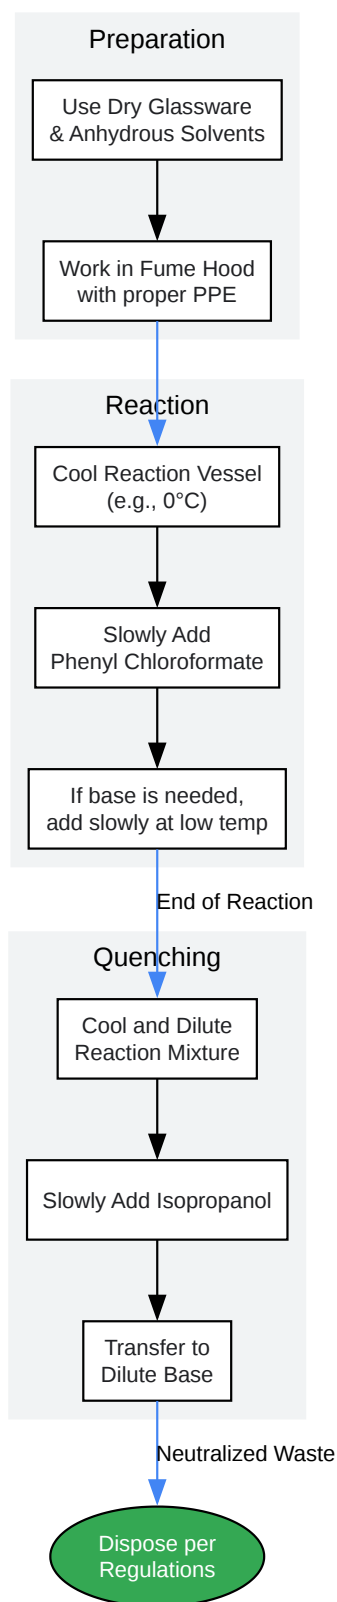 Preparation
Use Dry Glassware
& Anhydrous Solvents
Work in Fume Hood
with proper PPE
Reaction
Cool Reaction Vessel
(e.g., 0°C)
Slowly Add
Phenyl Chloroformate
If base is needed,
add slowly at low temp
End of Reaction
Quenching
Cool and Dilute
Reaction Mixture
Slowly Add Isopropanol
Transfer to
Dilute Base
Neutralized Waste
Dispose per
Regulations